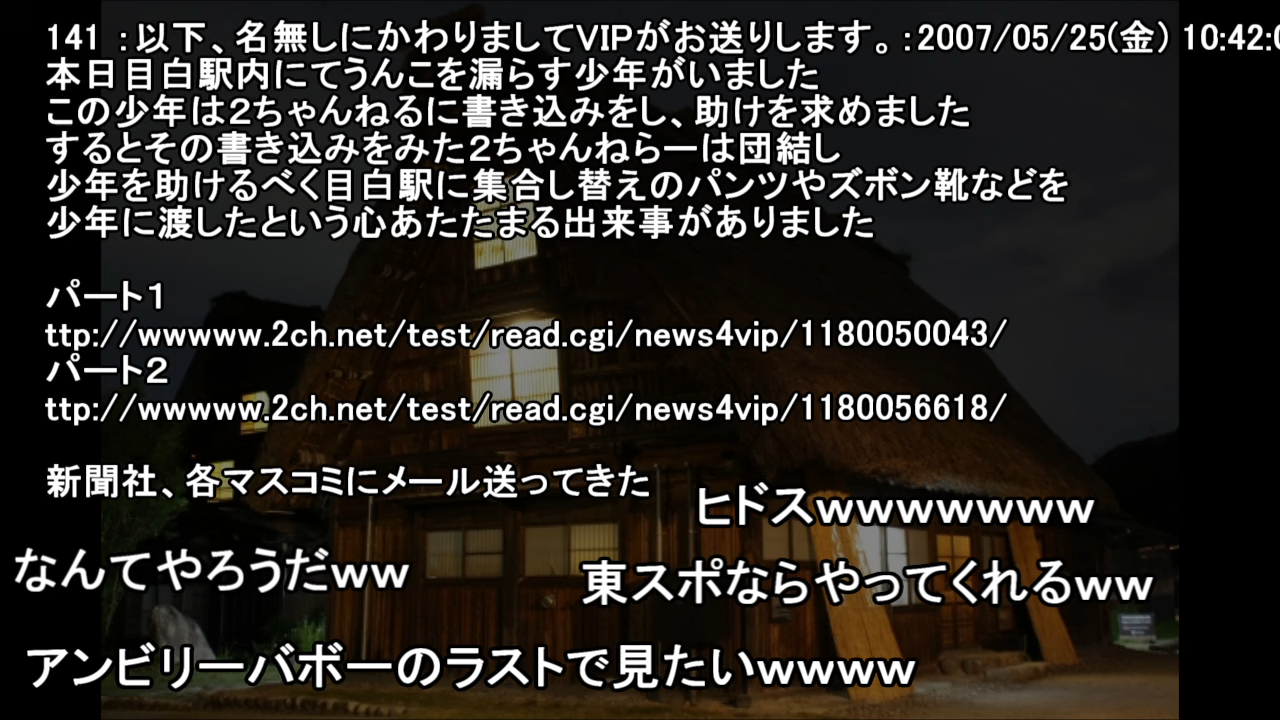 141 ：以下、名無しにかわりましてVIPがお送りします。：2007/05/25(金) 10:42:0
本日目白駅内にてうんこを漏らす少年がいました
この少年は２ちゃんねるに書き込みをし、助けを求めました
するとその書き込みをみた２ちゃんねらーは団結し
少年を助けるべく目白駅に集合し替えのパンツやズボン靴などを
少年に渡したという心あたたまる出来事がありました
パート１
ttp://wwwww.2ch.net/test/read.cgi/news4vip/1180050043/
パート２
ttp://wwwww.2ch.net/test/read.cgi/news4vip/1180056618/
新聞社、各マスコミにメール送ってきた
ヒドスwwwwwwww
なんてやろうだww
東スポならやってくれるww
アンビリーバボーのラストで見たいwwww